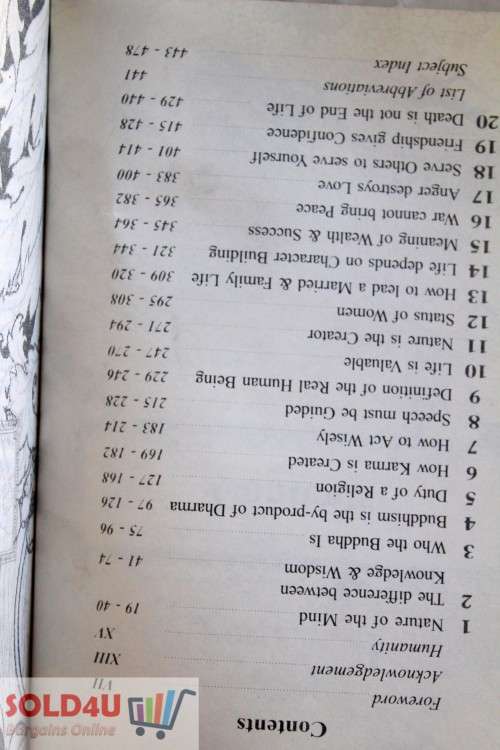 Contents
Foreword VII
Acknowledgement XIII
Humanity XV
1 Nature of the Mind 19 - 40
2 The difference between
Knowledge & Wisdom 41 - 74
3 Who the Buddha Is 75 - 96
4 Buddhism is the by-product of Dharma 97 - 126
5 Duty of a Religion 127 - 168
6 How Karma is Created 169 - 182
7 How to Act Wisely 183 - 214
8 Speech must be Guided 215 - 228
9 Definition of the Real Human Being 229 - 246
10 Life is Valuable 247 - 270
11 Nature is the Creator 271 - 294
12 Status of Women 295 - 308
13 How to lead a Married & Family Life 309 - 320
14 Life depends on Character Building 321 - 344
15 Meaning of Wealth & Success 345 - 364
16 War cannot bring Peace 365 - 382
17 Anger destroys Love 383 - 400
18 Serve to Others to serve Yourself 401 - 414
19 Friendship gives Confidence 415 - 428
20 Death is not the End of Life 429 - 440
List of Abbreviations 441
Subject Index 443 - 478
SOLD4U
Bargains Online